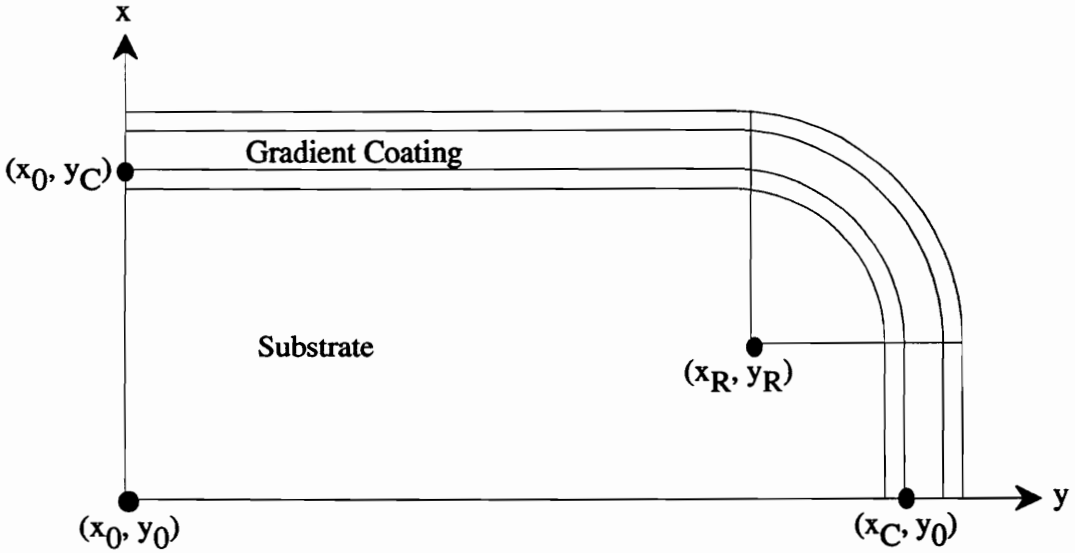 x
Gradient Coating
(x0, yC)
Substrate
(xR, yR)
y
(x0, y0)
(xC, y0)